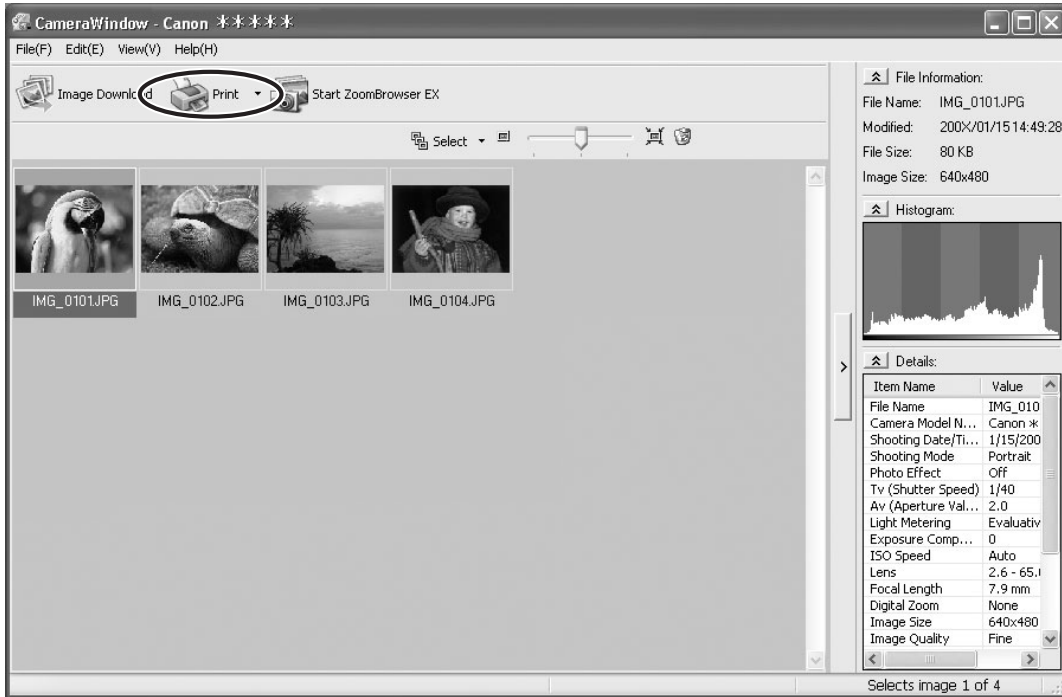 CameraWindow - Canon *****
File(F) Edit(E) View(V) Help(H)
Image Download Print Start ZoomBrowser EX
Select
IMG_0101.JPG IMG_0102.JPG IMG_0103.JPG IMG_0104.JPG
File Information:
File Name: IMG_0101.JPG
Modified: 200X/01/15 14:49:28
File Size: 80 KB
Image Size: 640x480
Histogram:
>
Details:
Item Name Value
File Name IMG_010
Camera Model N... Canon *
Shooting Date/Ti... 1/15/200
Shooting Mode Portrait
Photo Effect Off
Tv (Shutter Speed) 1/40
Av (Aperture Val... 2.0
Light Metering Evaluativ
Exposure Comp... 0
ISO Speed Auto
Lens 2.6 - 65.
Focal Length 7.9 mm
Digital Zoom None
Image Size 640x480
Image Quality Fine
Selects image 1 of 4